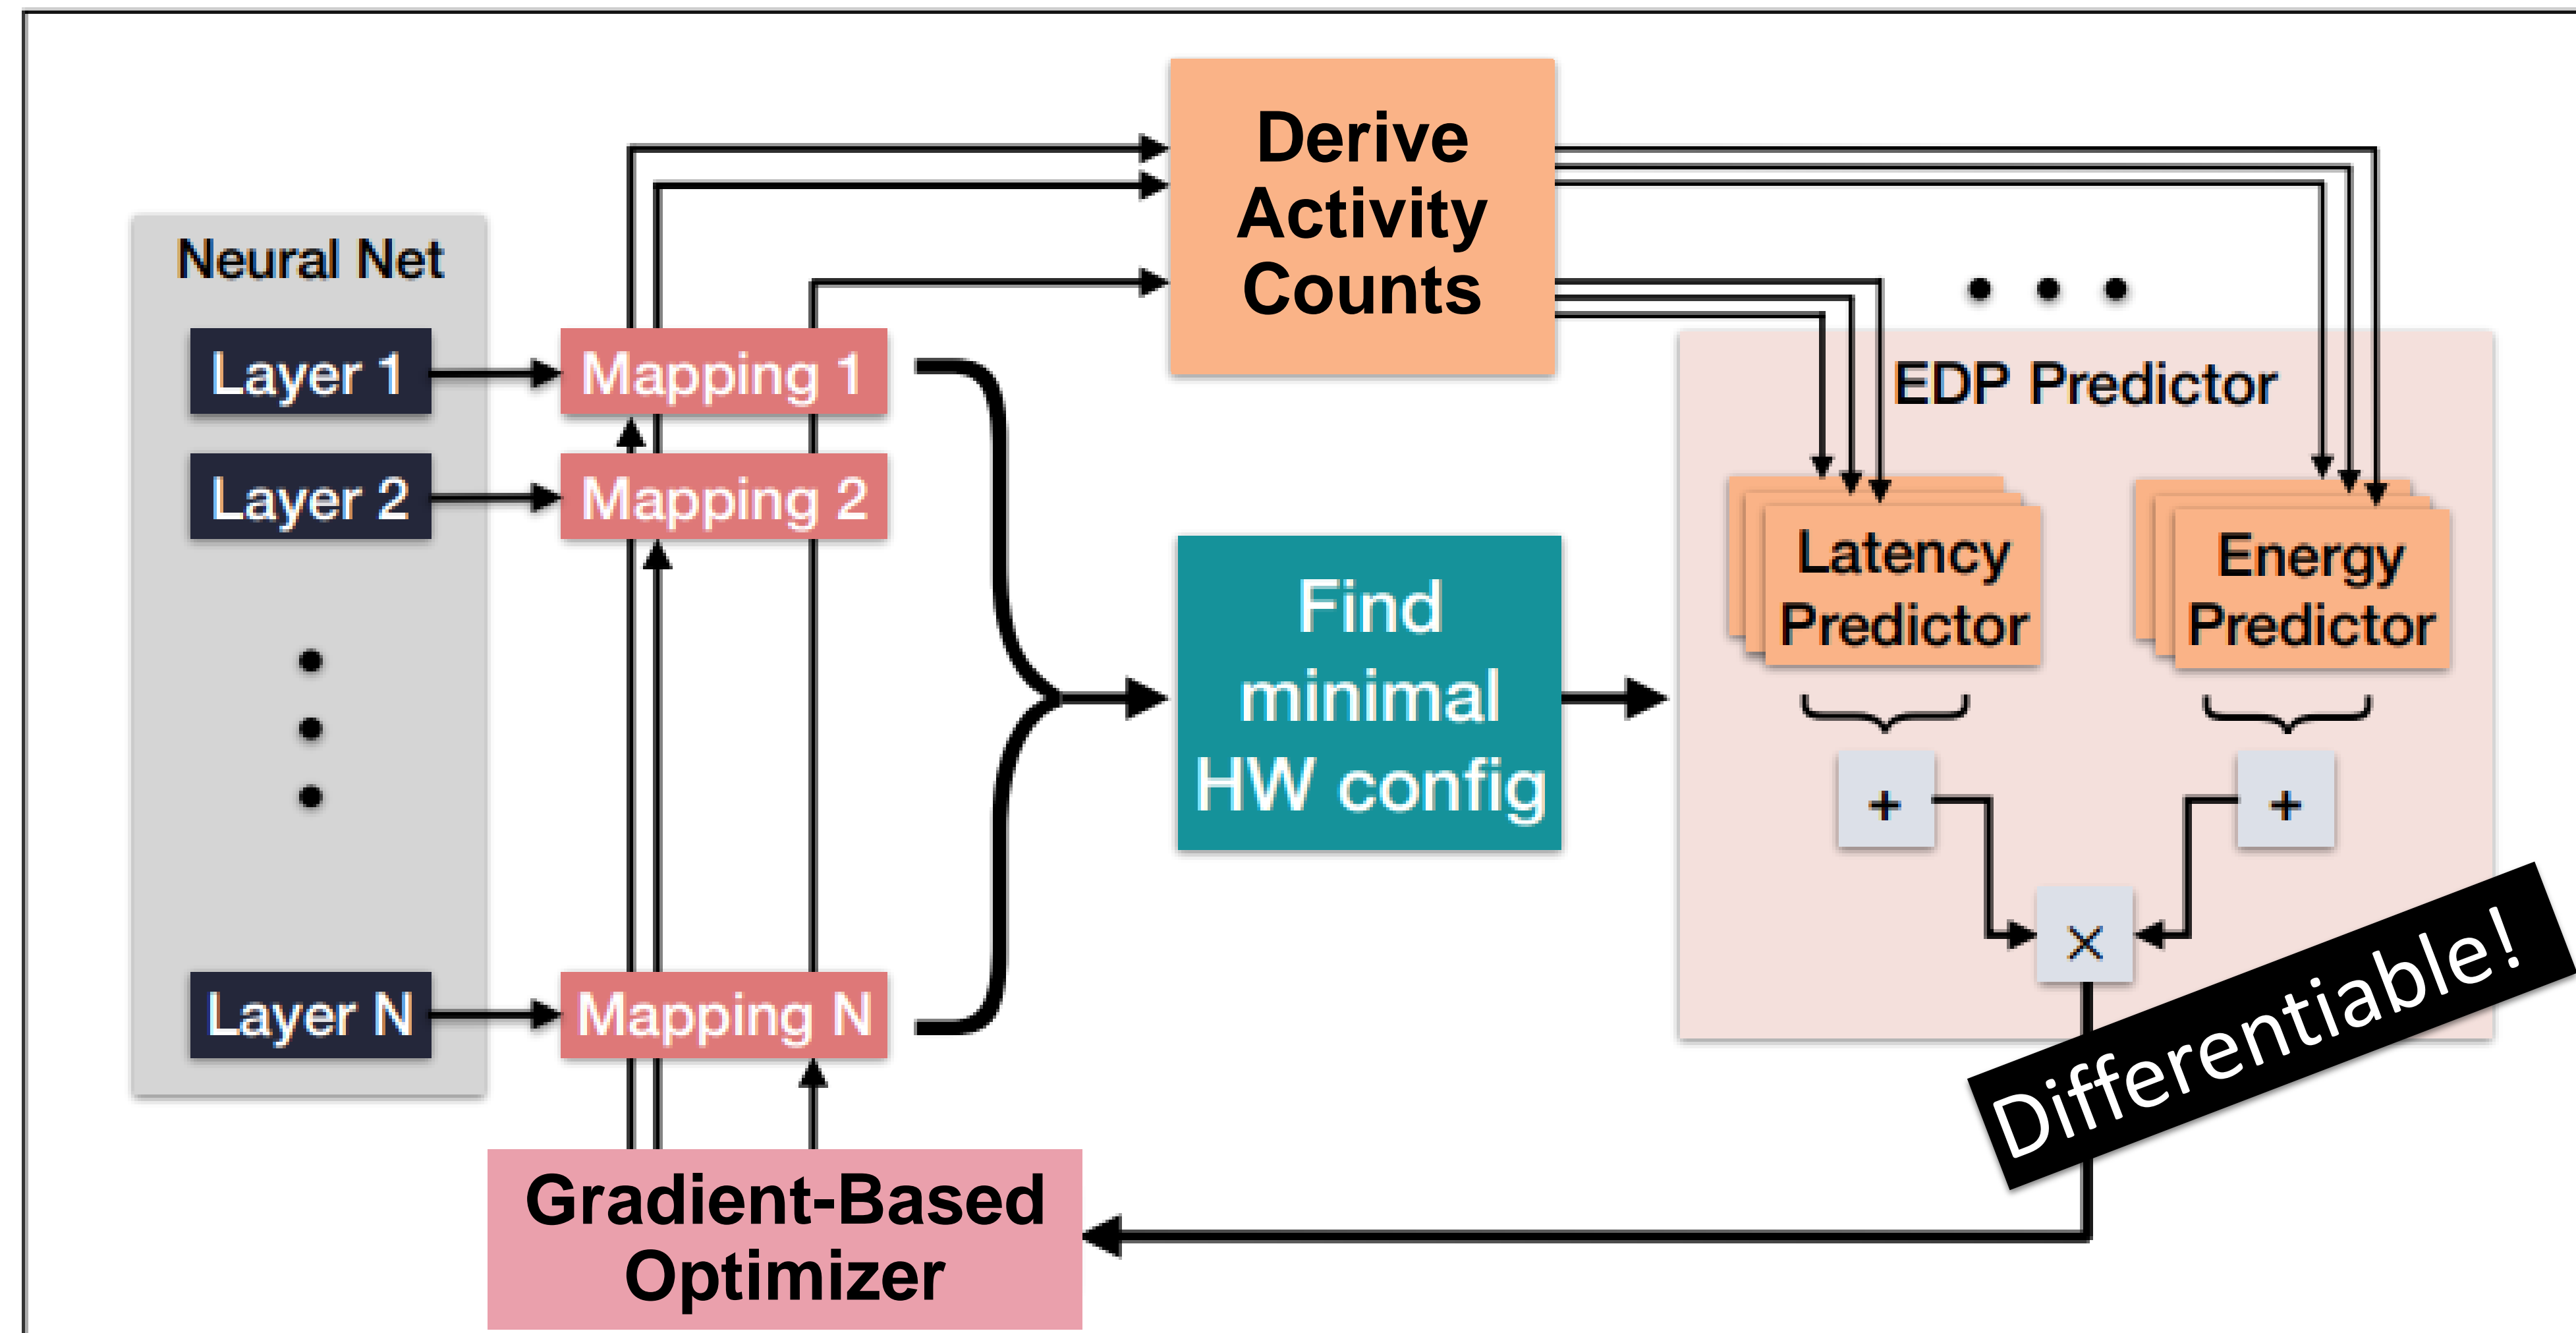 Derive
Activity
Counts
Neural Net
Layer 1
Mapping 1
Layer 2
Mapping 2
Layer N
Mapping N
Find
minimal
HW config
EDP Predictor
Latency
Predictor
Energy
Predictor
+
+
×
Differentiable!
Gradient-Based
Optimizer